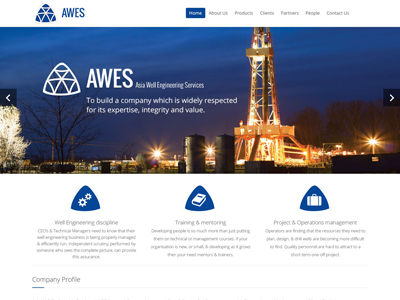 AWES
Home About Us Products Clients Partners People Contact Us
AWES Asia Well Engineering Services
To build a company which is widely respected
for its expertise, integrity and value.
Well Engineering discipline
CEOS & Technical Managers need to know that their
well engineering business is being properly managed
& efficiently run. Independent scrutiny, performed by
someone who sees the complete picture, can provide
this assurance.
Training & mentoring
Developing people is so much more than just putting
them on technical or management courses. If your
organisation is new, or small, & developing as it grows
then your need mentors & trainers.
Project & Operations management
Operators are finding that the resources they need to
plan, design, & drill wells are becoming more difficult
to find. Quality personnel are hard to attract to a
short-term one off project.
Company Profile